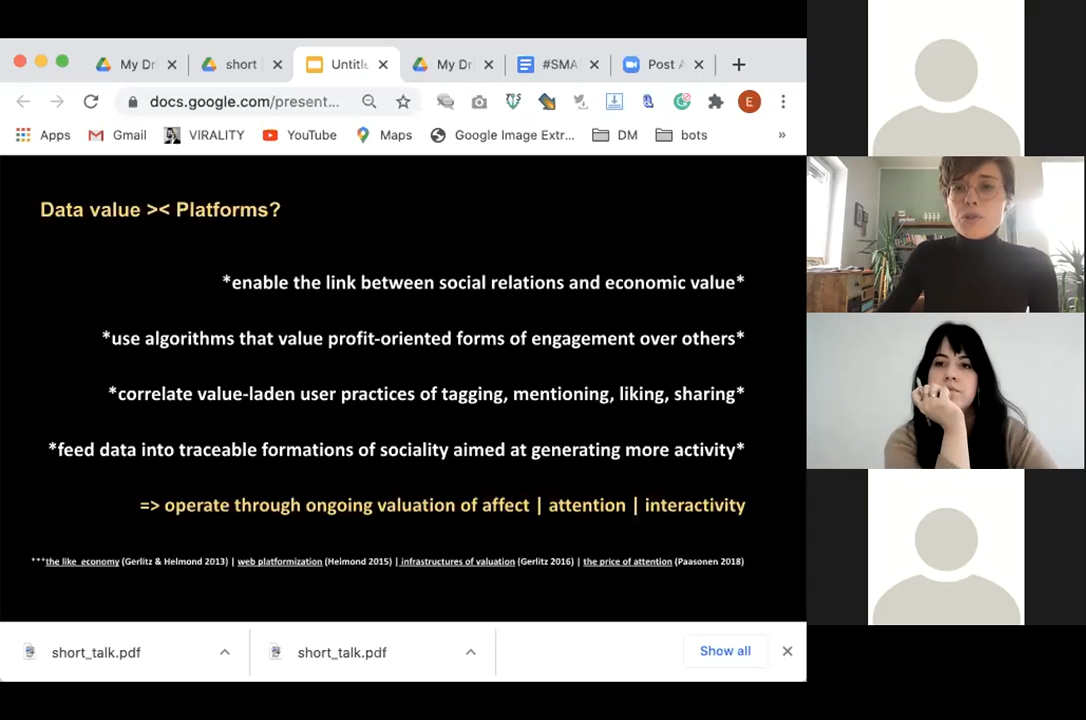 My Dr
short
Untitle
My Dr
#SMA
Post A
docs.google.com/present...
E
Apps
Gmail
VIRALITY
YouTube
Maps
Google Image Extr...
DM
bots
»
Data value >< Platforms?
*enable the link between social relations and economic value*
*use algorithms that value profit-oriented forms of engagement over others*
*correlate value-laden user practices of tagging, mentioning, liking, sharing*
*feed data into traceable formations of sociality aimed at generating more activity*
=> operate through ongoing valuation of affect | attention | interactivity
***the like economy (Gerlitz & Helmond 2013) | web platformization (Helmond 2015) | infrastructures of valuation (Gerlitz 2016) | the price of attention (Paasonen 2018)
short_talk.pdf
short_talk.pdf
Show all